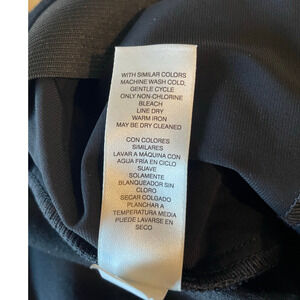 WITH SIMILAR COLORS
MACHINE WASH COLD,
GENTLE CYCLE
ONLY NON-CHLORINE
BLEACH
LINE DRY
WARM IRON
MAY BE DRY CLEANED
CON COLORES
SIMILARES
LAVAR A MÁQUINA CON
AGUA FRÍA EN CICLO
SUAVE
SOLAMENTE
BLANQUEADOR SIN
CLORO
SECAR COLGADO
PLANCHAR A
TEMPERATURA MEDIA
PUEDE LAVARSE EN
SECO